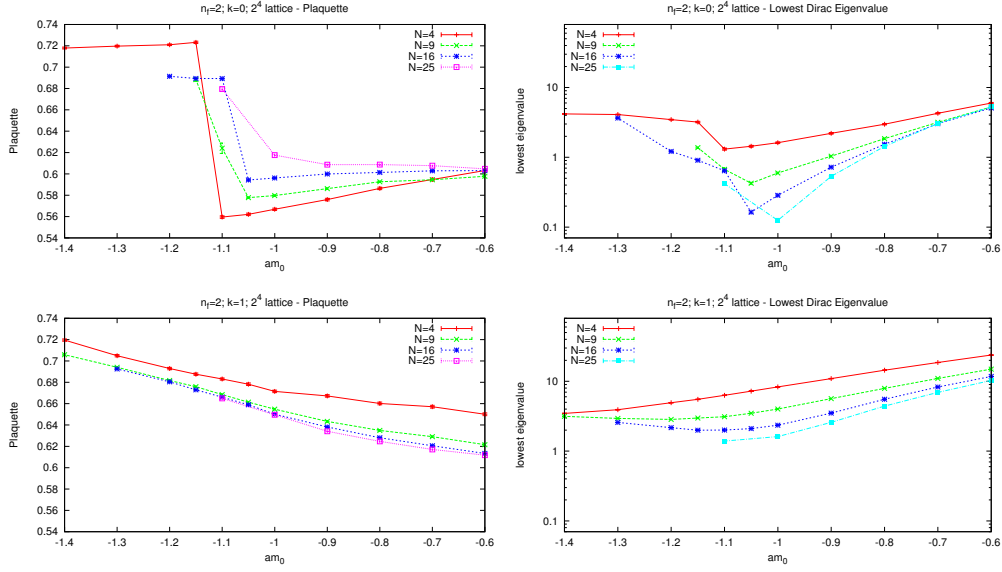 n_f=2; k=0; 2^4 lattice - Plaquette
Plaquette
0.74
0.72
0.7
0.68
0.66
0.64
0.62
0.6
0.58
0.56
0.54
N=4
N=9
N=16
N=25
-1.4 -1.3 -1.2 -1.1 -1 -0.9 -0.8 -0.7 -0.6
am_0
n_f=2; k=0; 2^4 lattice - Lowest Dirac Eigenvalue
lowest eigenvalue
10
1
0.1
N=4
N=9
N=16
N=25
-1.4 -1.3 -1.2 -1.1 -1 -0.9 -0.8 -0.7 -0.6
am_0
n_f=2; k=1; 2^4 lattice - Plaquette
Plaquette
0.74
0.72
0.7
0.68
0.66
0.64
0.62
0.6
0.58
0.56
0.54
N=4
N=9
N=16
N=25
-1.4 -1.3 -1.2 -1.1 -1 -0.9 -0.8 -0.7 -0.6
am_0
n_f=2; k=1; 2^4 lattice - Lowest Dirac Eigenvalue
lowest eigenvalue
10
1
0.1
N=4
N=9
N=16
N=25
-1.4 -1.3 -1.2 -1.1 -1 -0.9 -0.8 -0.7 -0.6
am_0